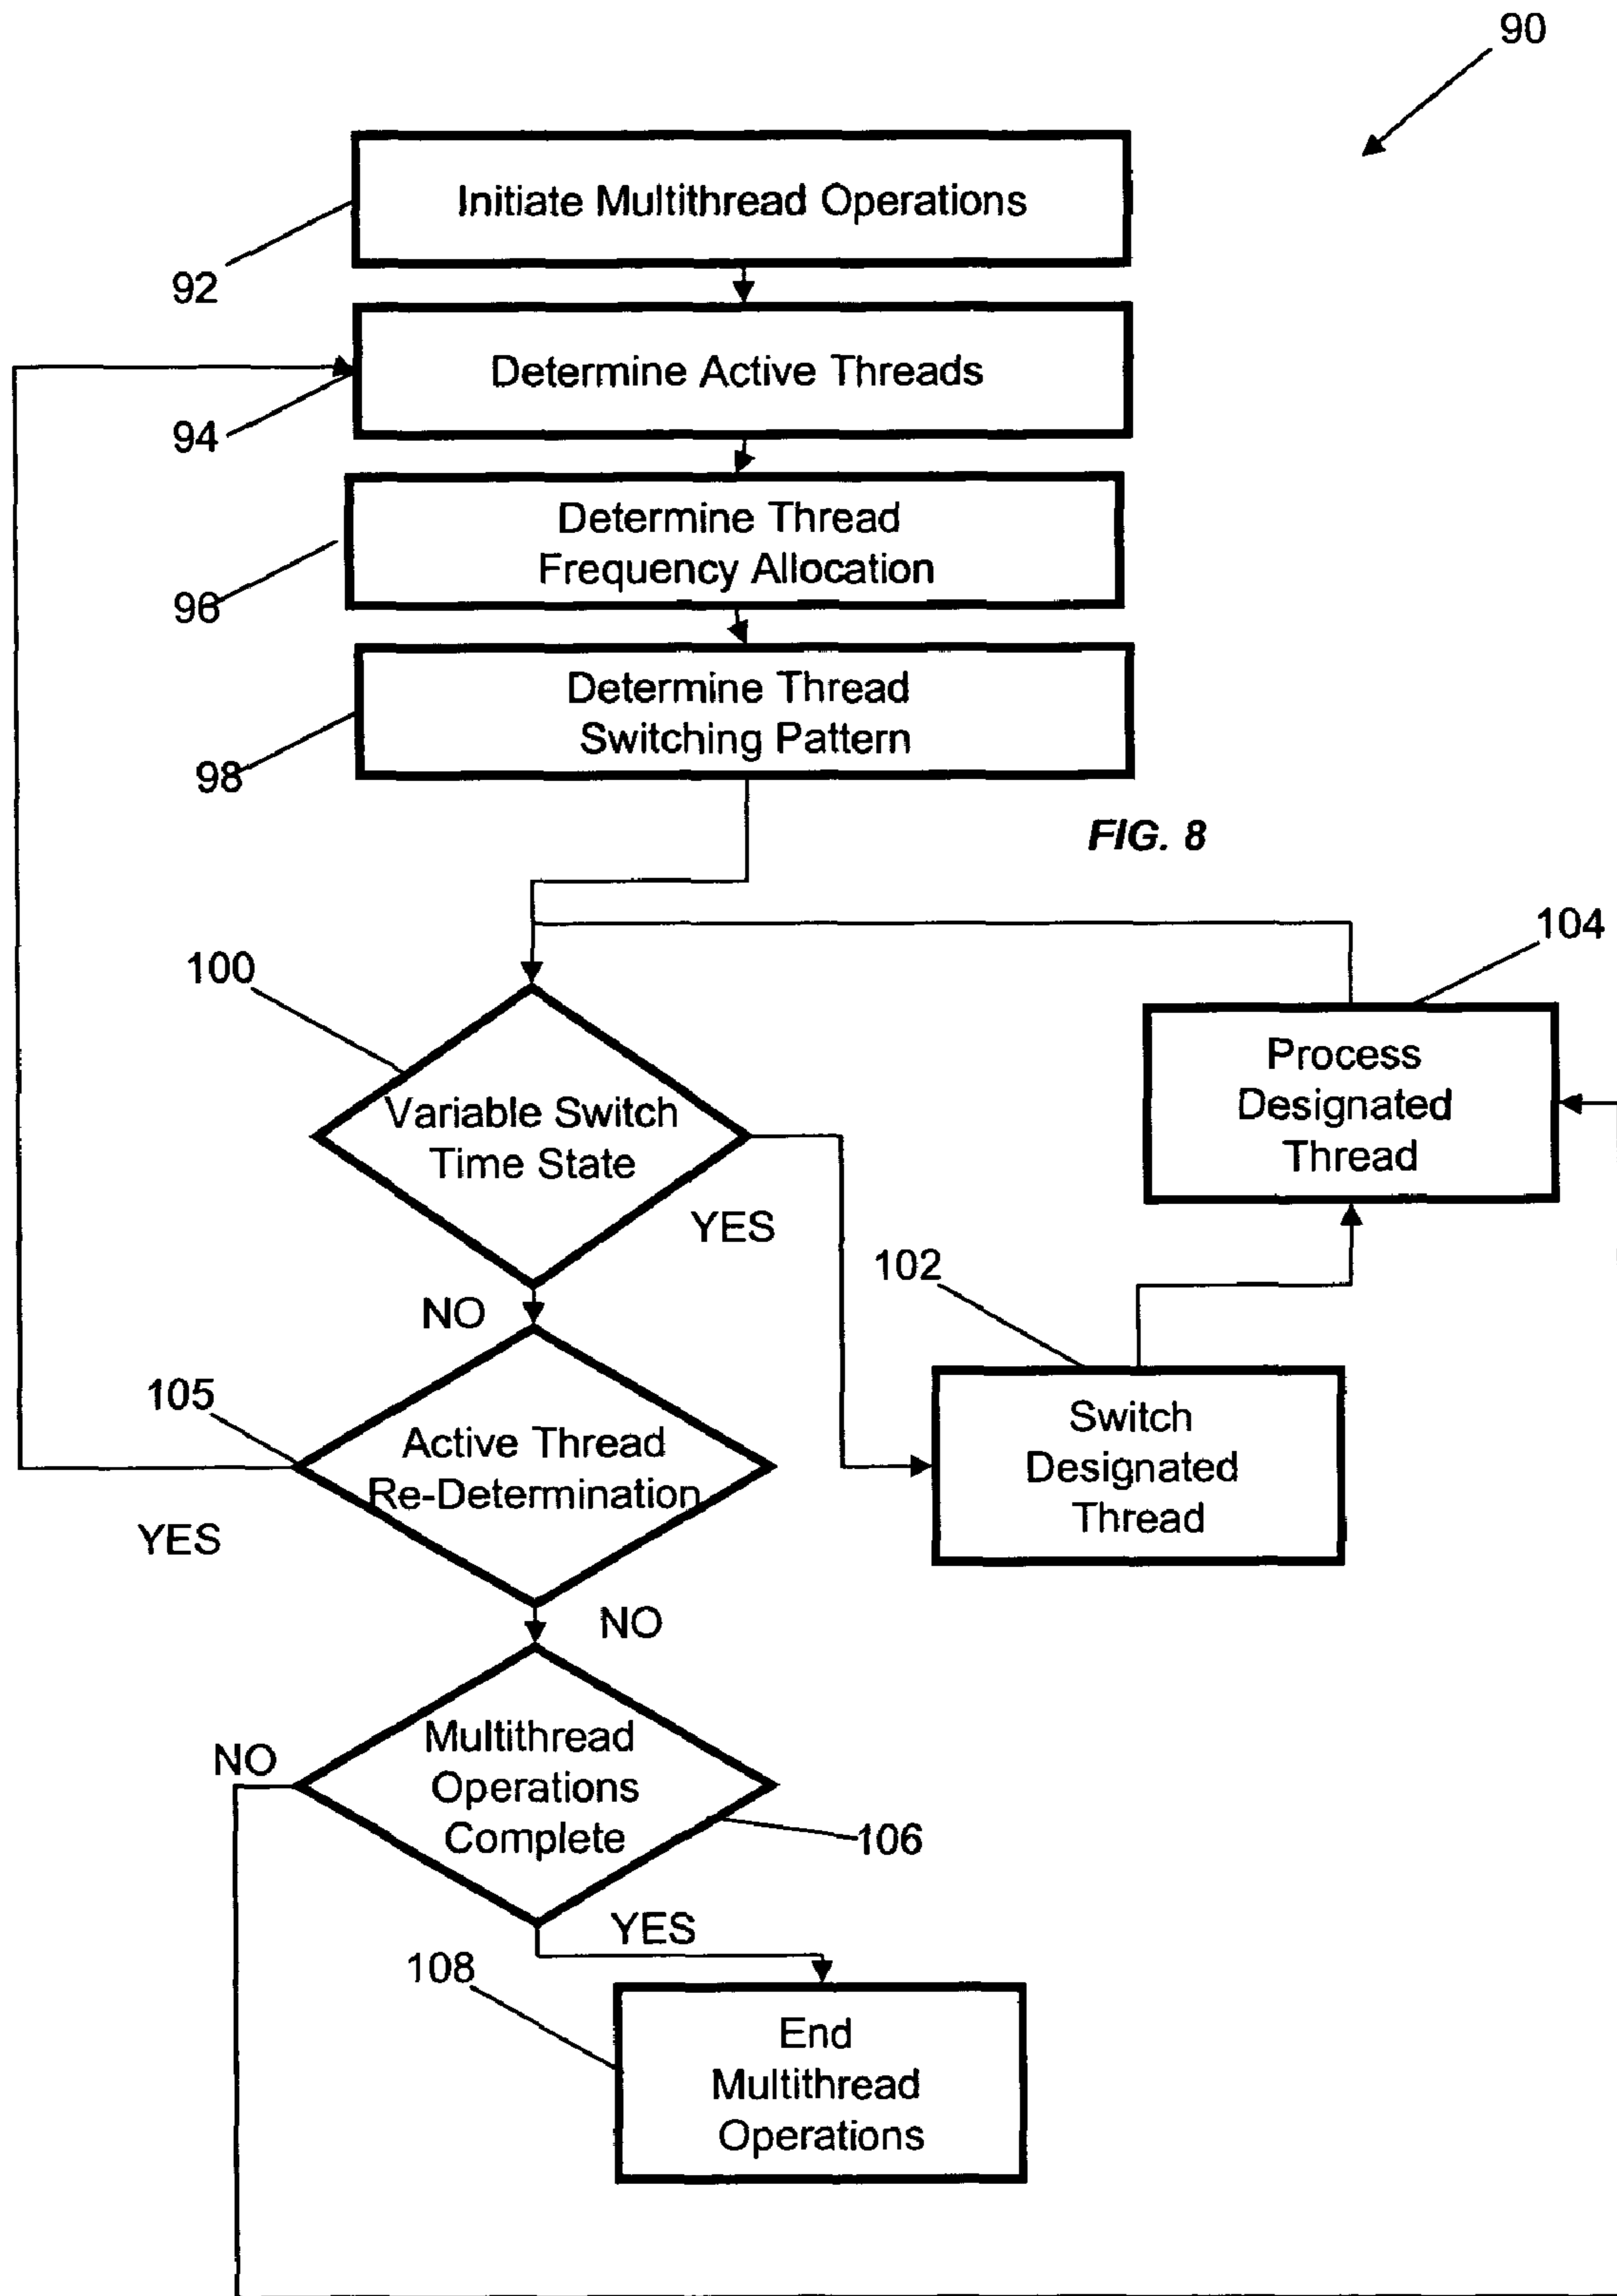 90
Initiate Multithread Operations
92
Determine Active Threads
94
Determine Thread
Frequency Allocation
96
Determine Thread
Switching Pattern
98
FIG. 8
104
100
Process
Designated
Thread
Variable Switch
Time State
YES
102
NO
105
Switch
Designated
Thread
Active Thread
Re-Determination
YES
NO
Multithread
Operations
Complete
NO
106
YES
108
End
Multithread
Operations